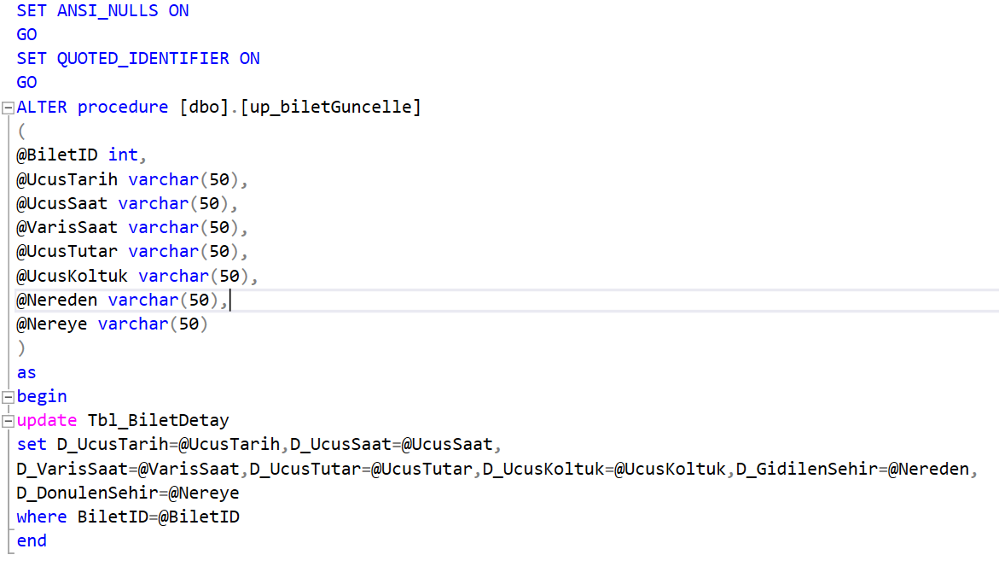 SET ANSI_NULLS ON
GO
SET QUOTED_IDENTIFIER ON
GO
ALTER procedure [dbo].[up_biletGuncelle]
(
@BiletID int,
@UcusTarih varchar(50),
@UcusSaat varchar(50),
@VarisSaat varchar(50),
@UcusTutar varchar(50),
@UcusKoltuk varchar(50),
@Nereden varchar(50),
@Nereye varchar(50)
)
as
begin
update Tbl_BiletDetay
set D_UcusTarih=@UcusTarih,D_UcusSaat=@UcusSaat,
D_VarisSaat=@VarisSaat,D_UcusTutar=@UcusTutar,D_UcusKoltuk=@UcusKoltuk,D_GidilenSehir=@Nereden,
D_DonulenSehir=@Nereye
where BiletID=@BiletID
end